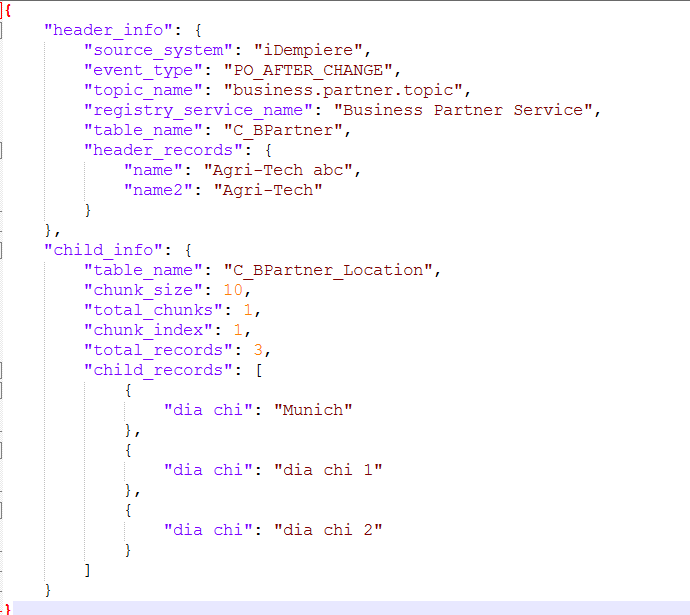 {
    "header_info": {
        "source_system": "iDempiere",
        "event_type": "PO_AFTER_CHANGE",
        "topic_name": "business.partner.topic",
        "registry_service_name": "Business Partner Service",
        "table_name": "C_BPartner",
        "header_records": {
            "name": "Agri-Tech abc",
            "name2": "Agri-Tech"
        }
    },
    "child_info": {
        "table_name": "C_BPartner_Location",
        "chunk_size": 10,
        "total_chunks": 1,
        "chunk_index": 1,
        "total_records": 3,
        "child_records": [
            {
                "dia chi": "Munich"
            },
            {
                "dia chi": "dia chi 1"
            },
            {
                "dia chi": "dia chi 2"
            }
        ]
    }
}